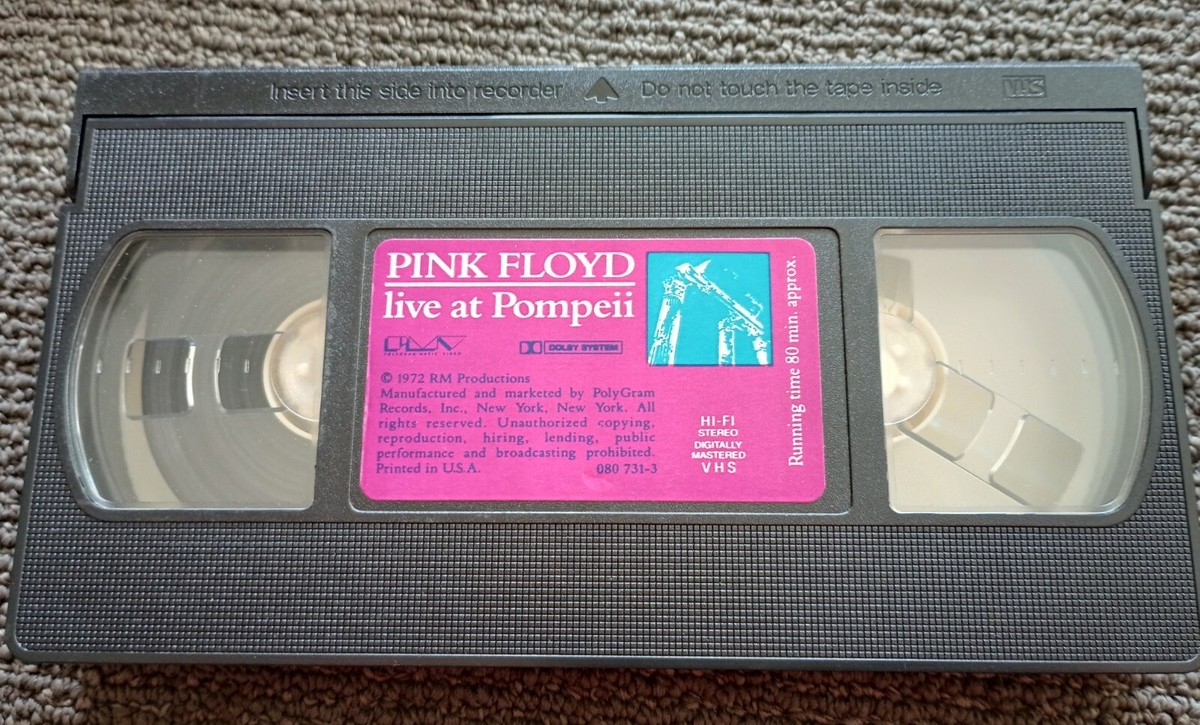 Insert this side into recorder Do not touch the tape inside VHS
PINK FLOYD
live at Pompeii
POLYGRAM MUSIC VIDEO
DOLBY SYSTEM
© 1972 RM Productions
Manufactured and marketed by PolyGram
Records, Inc., New York, New York. All
rights reserved. Unauthorized copying,
reproduction, hiring, lending, public
performance and broadcasting prohibited.
Printed in U.S.A. 080 731-3
HI-FI
STEREO
DIGITALLY
MASTERED
VHS
Running time 80 min. approx.